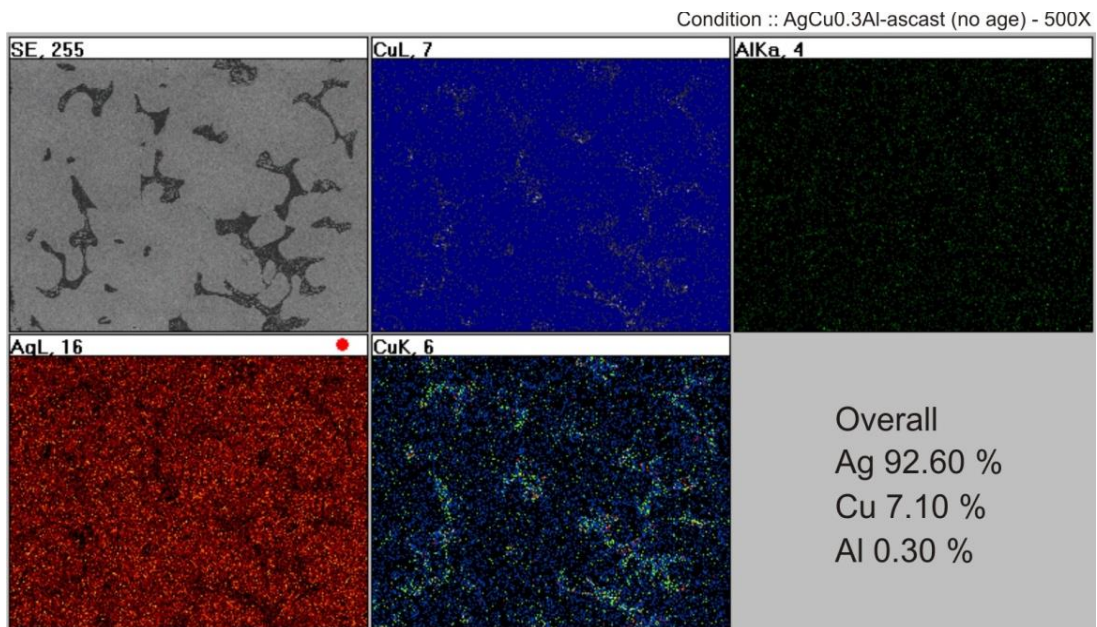 Condition :: AgCu0.3Al-ascast (no age) - 500X
SE, 255
CuL, 7
AlKa, 4
AgL, 16
CuK, 6
Overall
Ag 92.60 %
Cu 7.10 %
Al 0.30 %